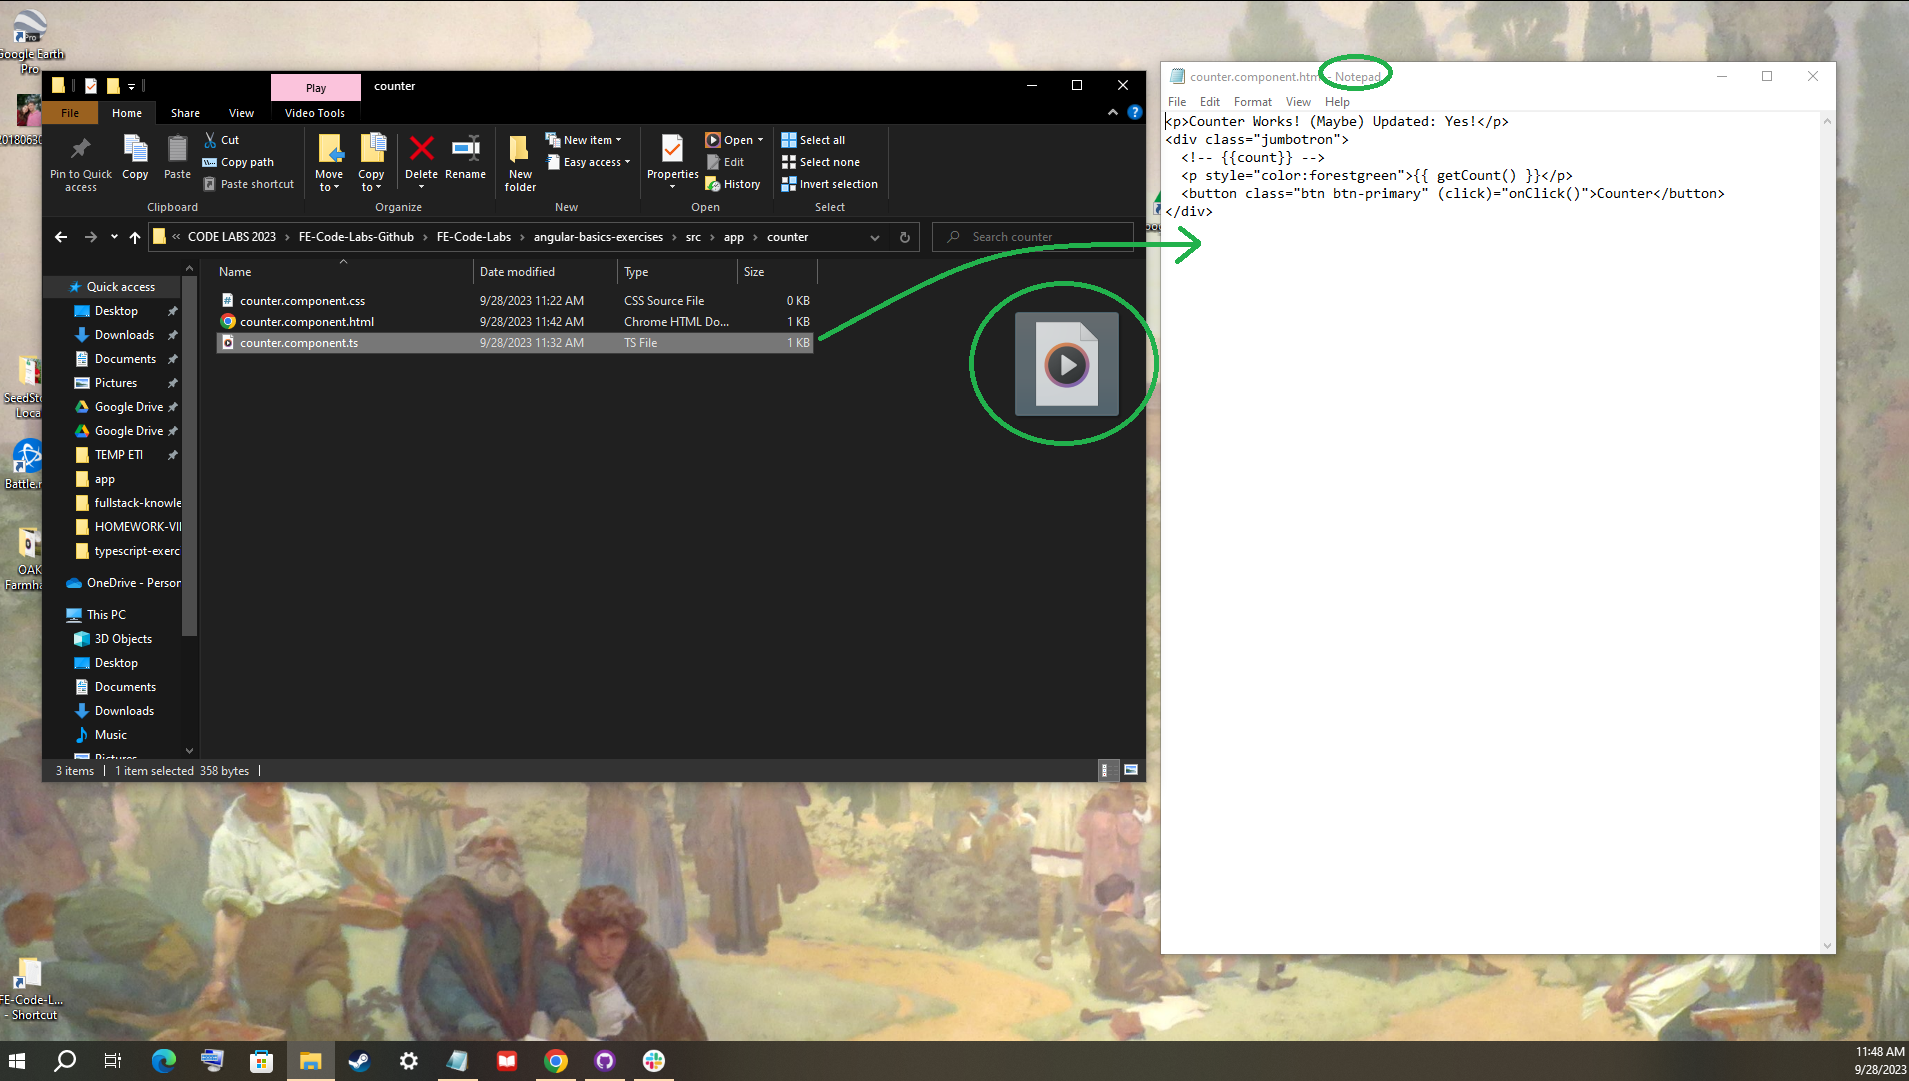 Google Earth
Pro
Play
counter
File
Home
Share
View
Video Tools
Pin to Quick
access
Copy
Paste
Cut
Copy path
Paste shortcut
Clipboard
Move
to
Copy
to
Delete
Rename
Organize
New
folder
New item
Easy access
New
Properties
Open
Edit
History
Open
Select all
Select none
Invert selection
Select
« CODE LABS 2023 › FE-Code-Labs-Github › FE-Code-Labs › angular-basics-exercises › src › app › counter
Search counter
Name Date modified Type Size
counter.component.css 9/28/2023 11:22 AM CSS Source File 0 KB
counter.component.html 9/28/2023 11:42 AM Chrome HTML Do... 1 KB
counter.component.ts 9/28/2023 11:32 AM TS File 1 KB
Quick access
Desktop
Downloads
Documents
Pictures
Google Drive
Google Drive
TEMP ETI
app
fullstack-knowle
HOMEWORK-VI
typescript-exerc
OneDrive - Person
This PC
3D Objects
Desktop
Documents
Downloads
Music
Pictures
3 items
1 item selected 358 bytes
counter.component.htm - Notepad
File Edit Format View Help
<p>Counter Works! (Maybe) Updated: Yes!</p>
<div class="jumbotron">
<!-- {{count}} -->
<p style="color:forestgreen">{{ getCount() }}</p>
<button class="btn btn-primary" (click)="onClick()">Counter</button>
</div>
SeedSto
Loca
Battle.n
OAK
Farmha
FE-Code-L...
- Shortcut
11:48 AM
9/28/2023